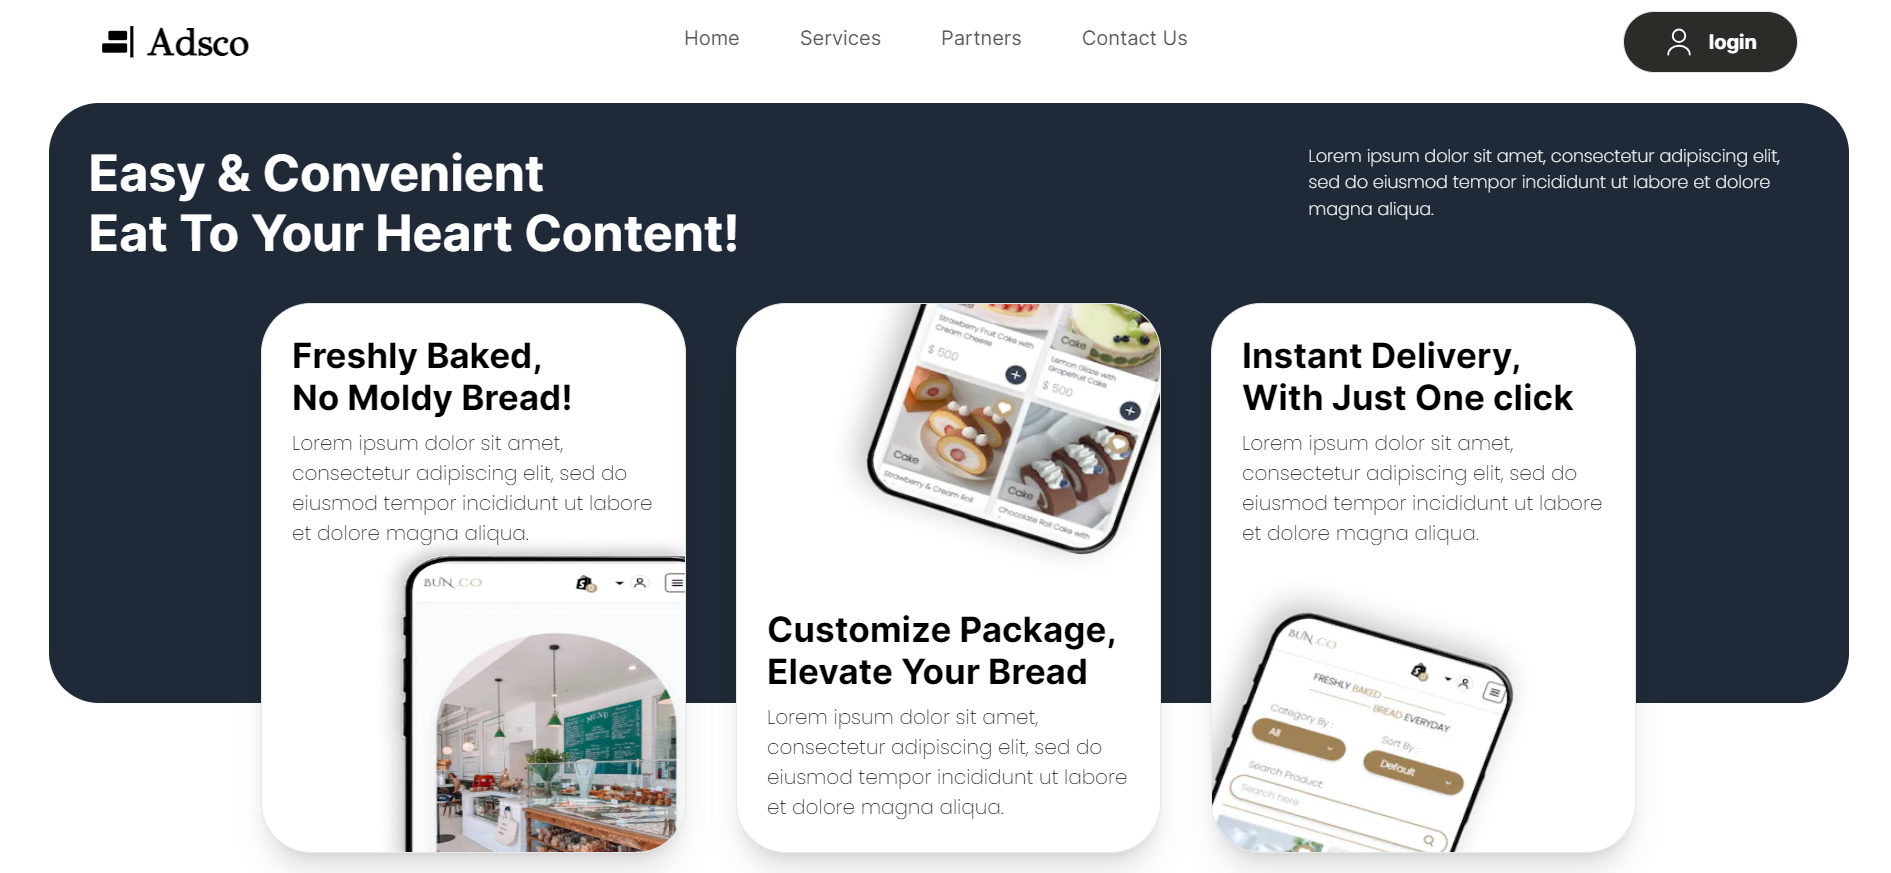 Adsco
Home
Services
Partners
Contact Us
login
Easy & Convenient
Eat To Your Heart Content!
Lorem ipsum dolor sit amet, consectetur adipiscing elit,
sed do eiusmod tempor incididunt ut labore et dolore
magna aliqua.
Freshly Baked,
No Moldy Bread!
Lorem ipsum dolor sit amet,
consectetur adipiscing elit, sed do
eiusmod tempor incididunt ut labore
et dolore magna aliqua.
BUN_CO
MENU
Cake
Strawberry Fruit Cake with
Cream Cheese
$ 500
Cake
Lemon Glaze with
Grapefruit Cake
$ 500
Cake
Strawberry & Cream Roll
Cake
Chocolate Roll Cake with
Customize Package,
Elevate Your Bread
Lorem ipsum dolor sit amet,
consectetur adipiscing elit, sed do
eiusmod tempor incididunt ut labore
et dolore magna aliqua.
Instant Delivery,
With Just One click
Lorem ipsum dolor sit amet,
consectetur adipiscing elit, sed do
eiusmod tempor incididunt ut labore
et dolore magna aliqua.
BUN_CO
FRESHLY BAKED
BREAD EVERYDAY
Category By :
All
Sort By :
Default
Search Product:
Search here